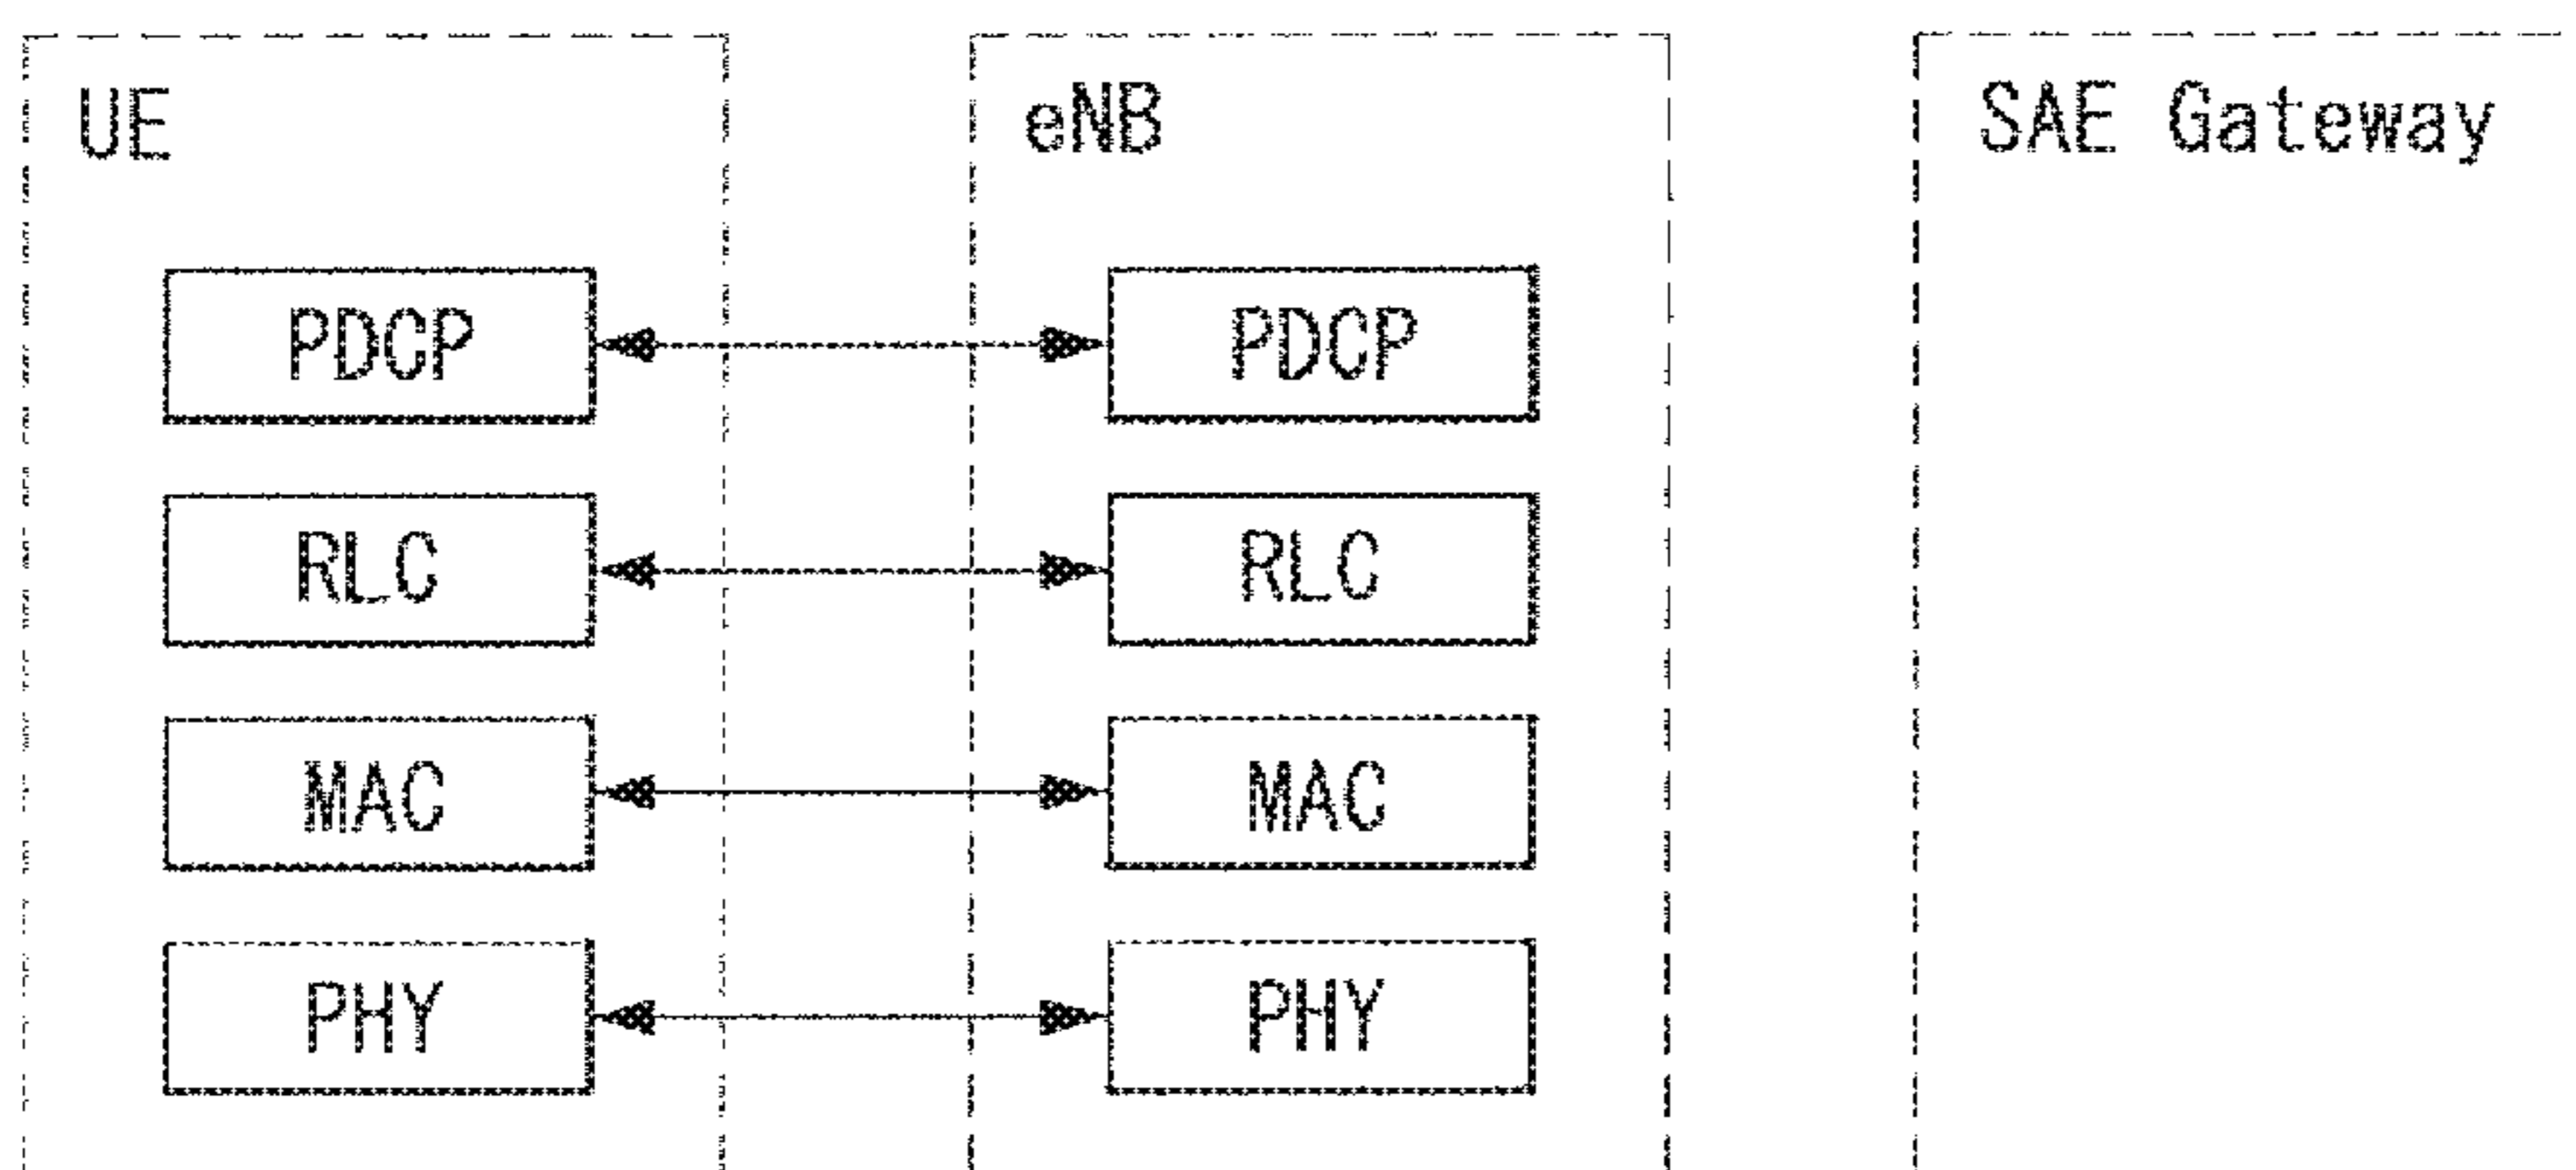 UE
eNB
SAE Gateway
PDCP
PDCP
RLC
RLC
MAC
MAC
PHY
PHY